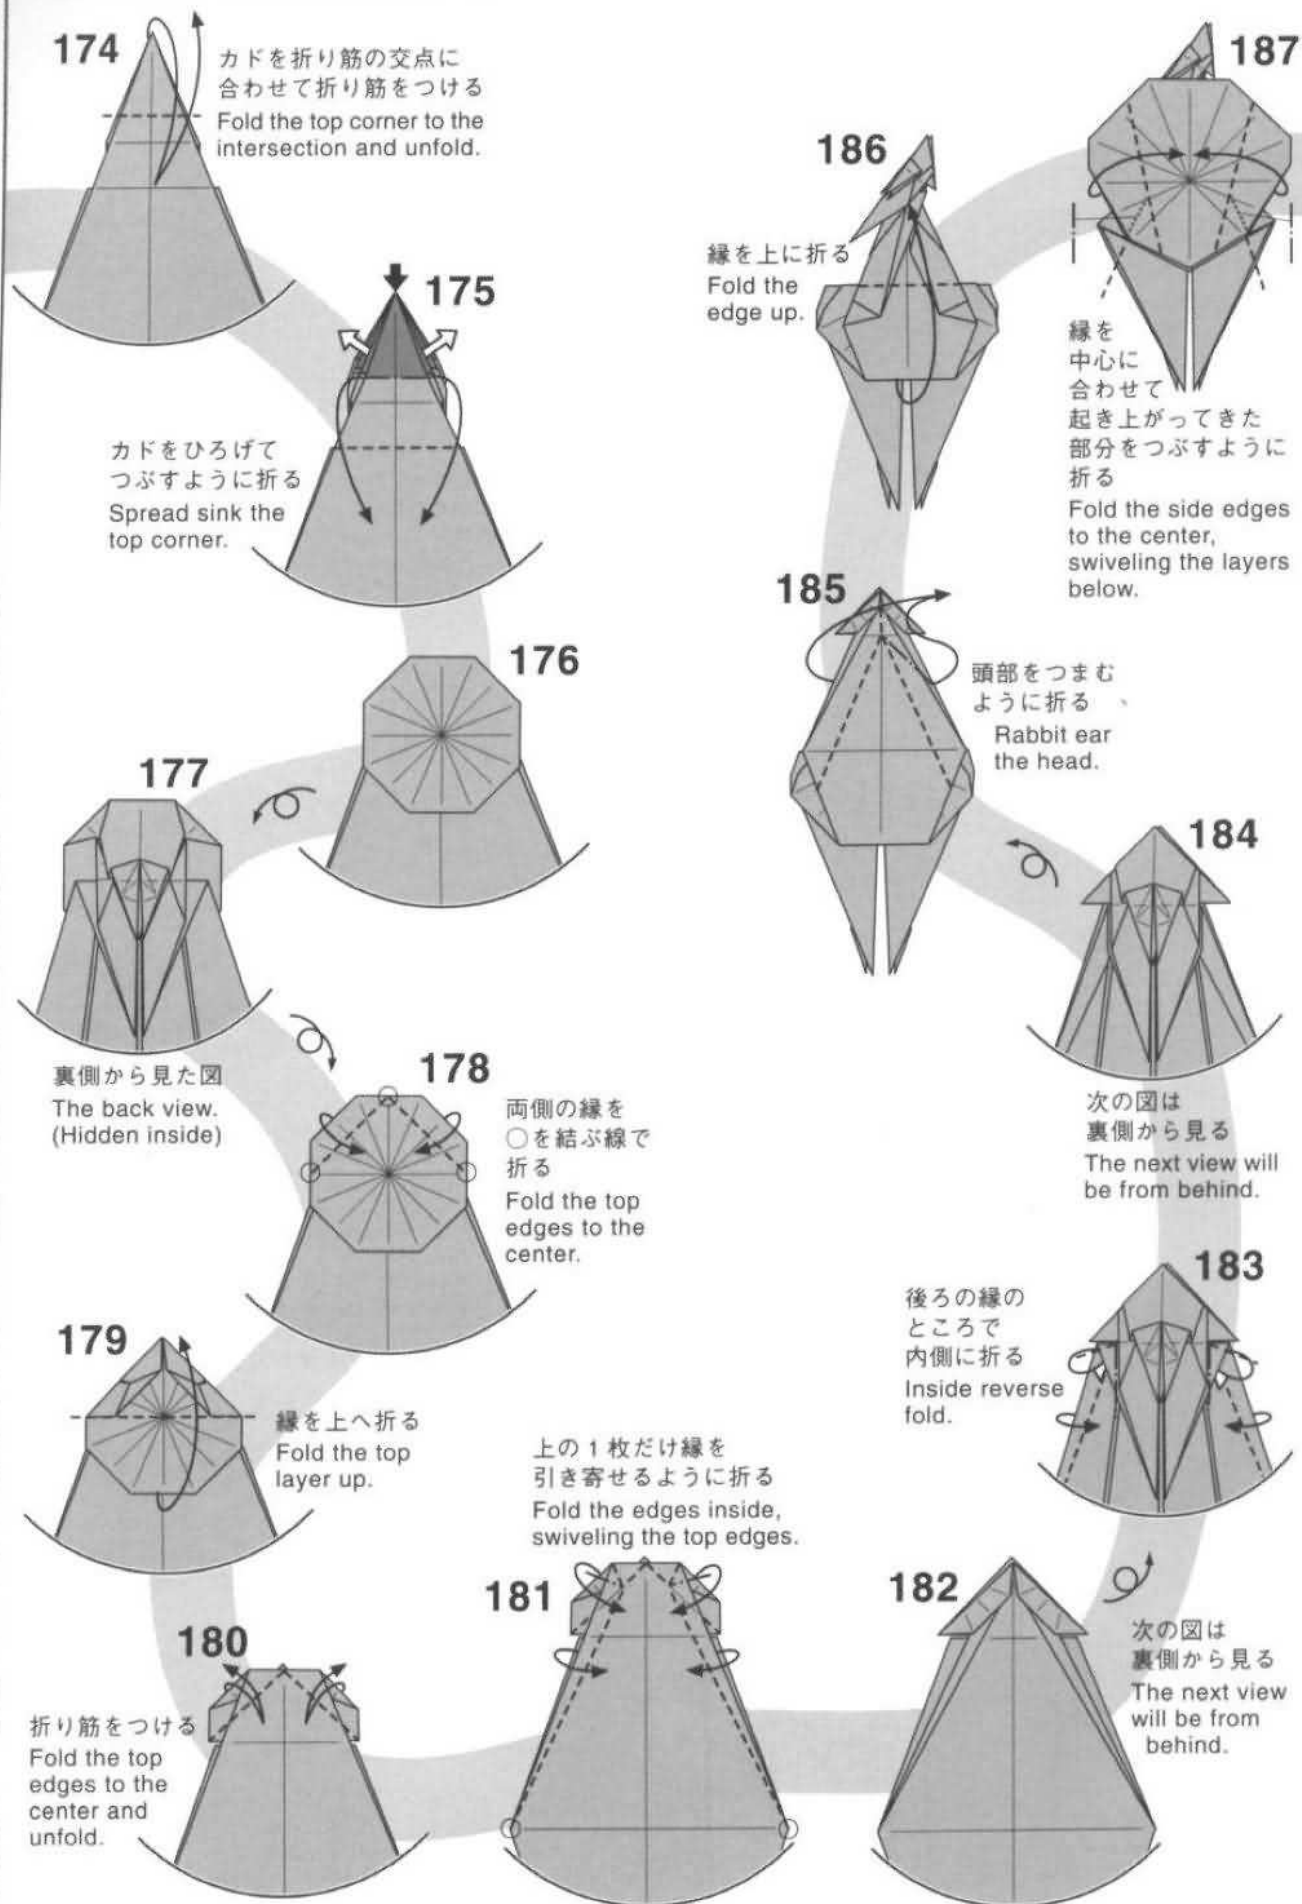 174
カドを折り筋の交点に
合わせて折り筋をつける
Fold the top corner to the
intersection and unfold.
175
カドをひろげて
つぶすように折る
Spread sink the
top corner.
176
177
裏側から見た図
The back view.
(Hidden inside)
178
両側の縁を
○を結ぶ線で
折る
Fold the top
edges to the
center.
179
縁を上へ折る
Fold the top
layer up.
180
折り筋をつける
Fold the top
edges to the
center and
unfold.
181
上の1枚だけ縁を
引き寄せるように折る
Fold the edges inside,
swiveling the top edges.
182
次の図は
裏側から見る
The next view
will be from
behind.
183
後ろの縁の
ところで
内側に折る
Inside reverse
fold.
184
次の図は
裏側から見る
The next view will
be from behind.
185
頭部をつまむ
ように折る
Rabbit ear
the head.
186
縁を上に折る
Fold the
edge up.
187
縁を
中心に
合わせて
起き上がってきた
部分をつぶすように
折る
Fold the side edges
to the center,
swiveling the layers
below.